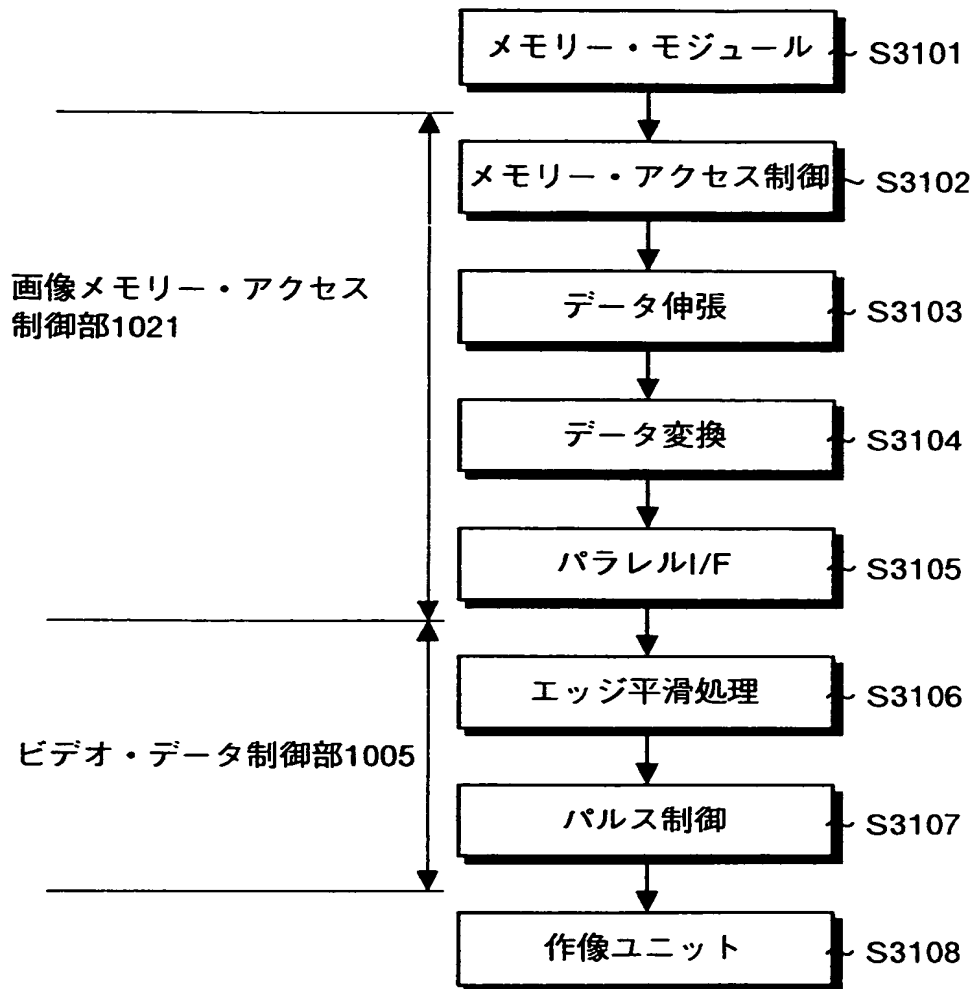 メモリー・モジュール S3101
メモリー・アクセス制御 S3102
画像メモリー・アクセス
制御部1021
データ伸張 S3103
データ変換 S3104
パラレルI/F S3105
エッジ平滑処理 S3106
ビデオ・データ制御部1005
パルス制御 S3107
作像ユニット S3108